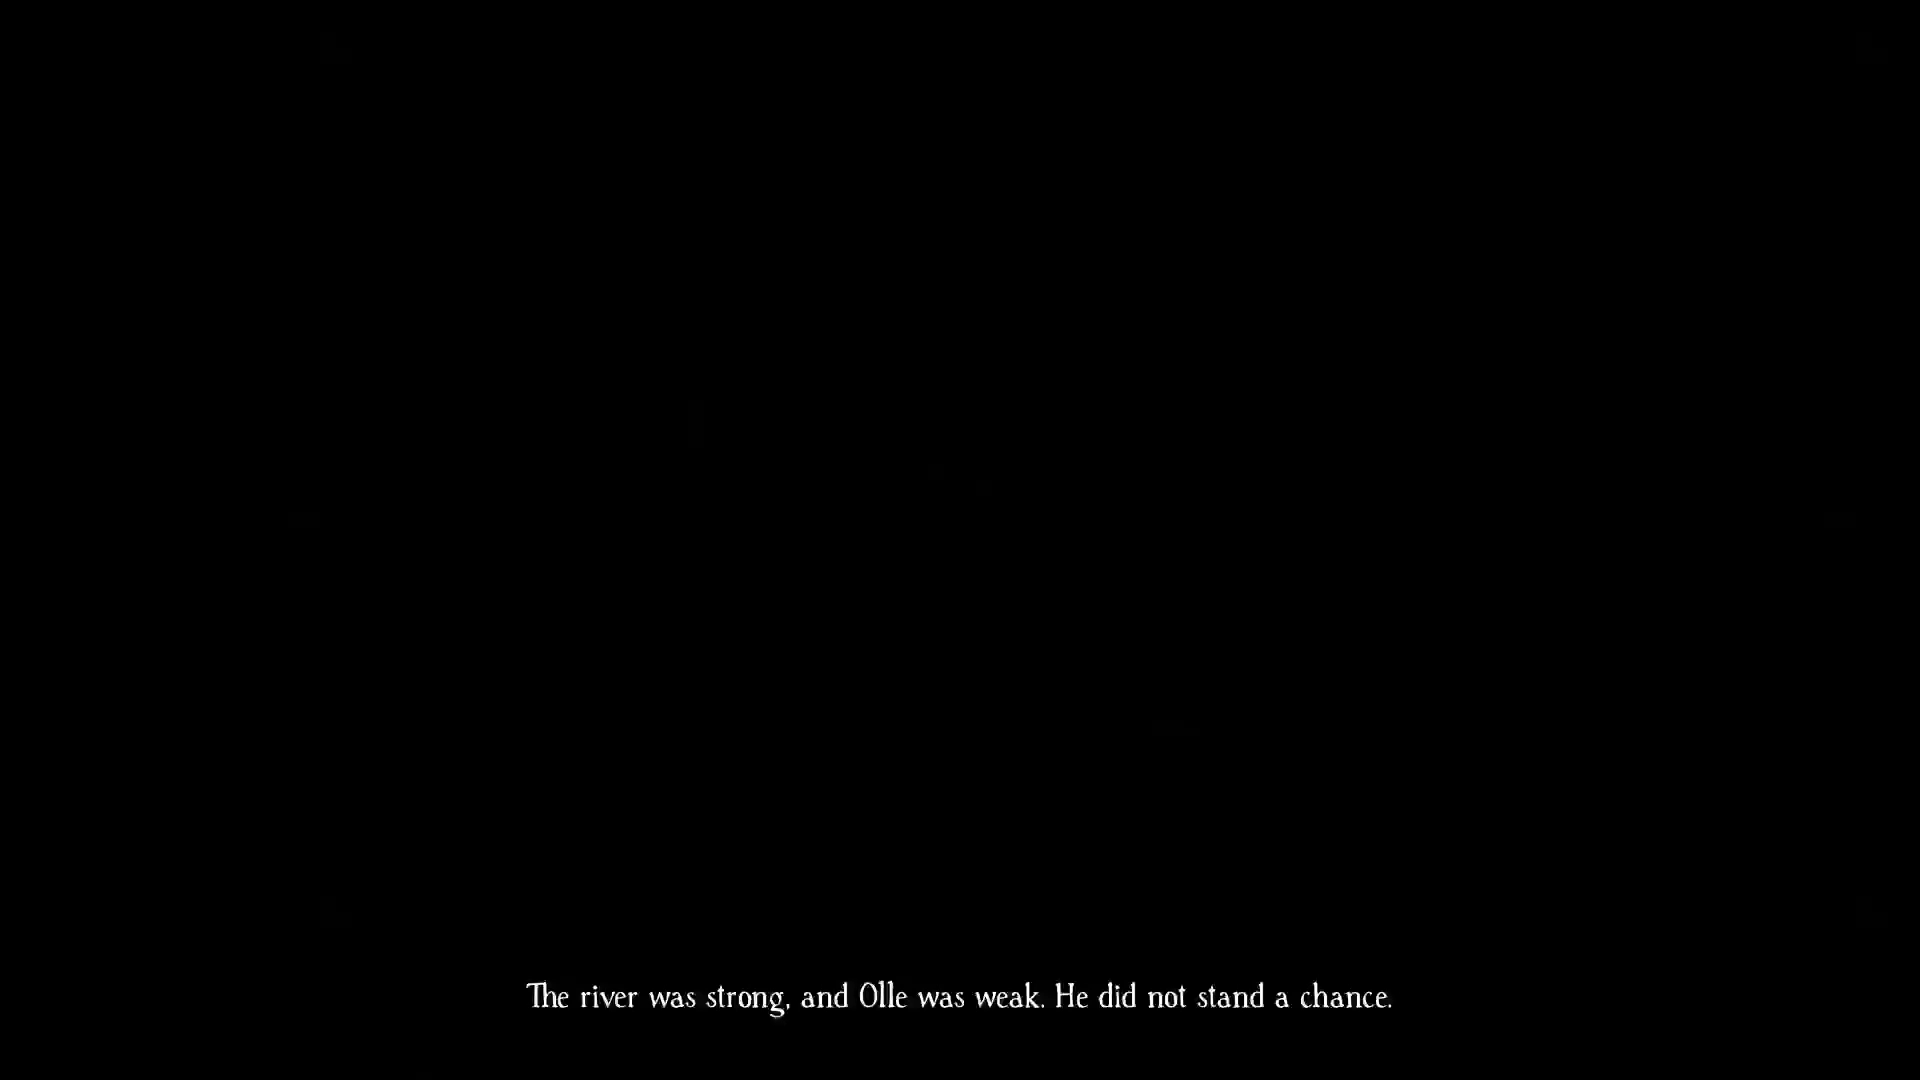 The river was strong, and Olle was weak. He did not stand a chance.